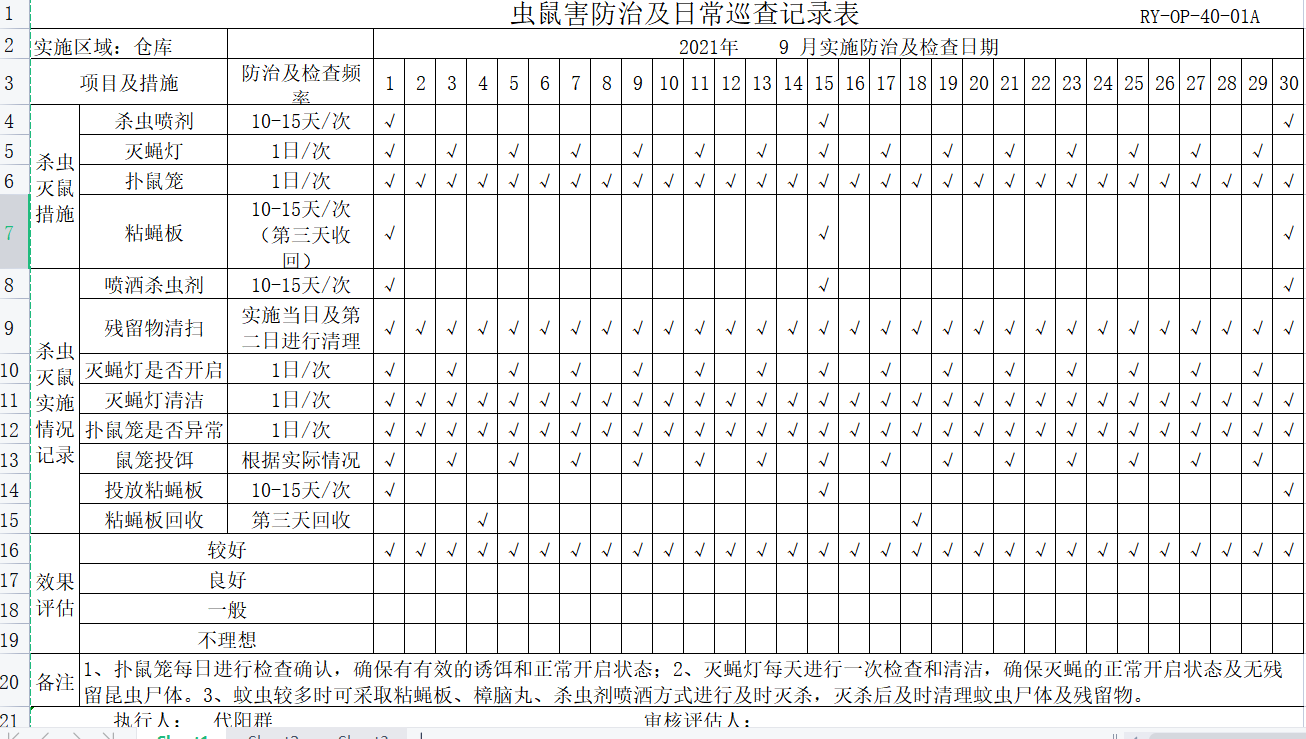 虫鼠害防治及日常巡查记录表 RY-OP-40-01A
实施区域：仓库 2021年 9 月实施防治及检查日期
项目及措施 防治及检查频率 1 2 3 4 5 6 7 8 9 10 11 12 13 14 15 16 17 18 19 20 21 22 23 24 25 26 27 28 29 30
杀虫灭鼠措施
杀虫喷剂 10-15天/次 √ √ √
灭蝇灯 1日/次 √ √ √ √ √ √ √ √ √ √ √ √ √ √ √
扑鼠笼 1日/次 √ √ √ √ √ √ √ √ √ √ √ √ √ √ √ √ √ √ √ √ √ √ √ √ √ √ √ √ √ √
粘蝇板 10-15天/次（第三天收回） √ √ √
杀虫灭鼠实施情况记录
喷洒杀虫剂 10-15天/次 √ √ √
残留物清扫 实施当日及第二日进行清理 √ √ √ √ √ √ √ √ √ √ √ √ √ √ √ √ √ √ √ √ √ √ √ √ √ √ √ √ √ √
灭蝇灯是否开启 1日/次 √ √ √ √ √ √ √ √ √ √ √ √ √ √ √
灭蝇灯清洁 1日/次 √ √ √ √ √ √ √ √ √ √ √ √ √ √ √ √ √ √ √ √ √ √ √ √ √ √ √ √ √ √
扑鼠笼是否异常 1日/次 √ √ √ √ √ √ √ √ √ √ √ √ √ √ √ √ √ √ √ √ √ √ √ √ √ √ √ √ √ √
鼠笼投饵 根据实际情况 √ √ √ √ √ √ √ √ √ √ √ √ √ √ √
投放粘蝇板 10-15天/次 √ √ √
粘蝇板回收 第三天回收 √ √
效果评估
较好 √ √ √ √ √ √ √ √ √ √ √ √ √ √ √ √ √ √ √ √ √ √ √ √ √ √ √ √ √ √
良好
一般
不理想
备注 1、扑鼠笼每日进行检查确认，确保有有效的诱饵和正常开启状态；2、灭蝇灯每天进行一次检查和清洁，确保灭蝇的正常开启状态及无残
留昆虫尸体。3、蚊虫较多时可采取粘蝇板、樟脑丸、杀虫剂喷洒方式进行及时灭杀，灭杀后及时清理蚊虫尸体及残留物。
执行人： 代阳群 审核评估人：